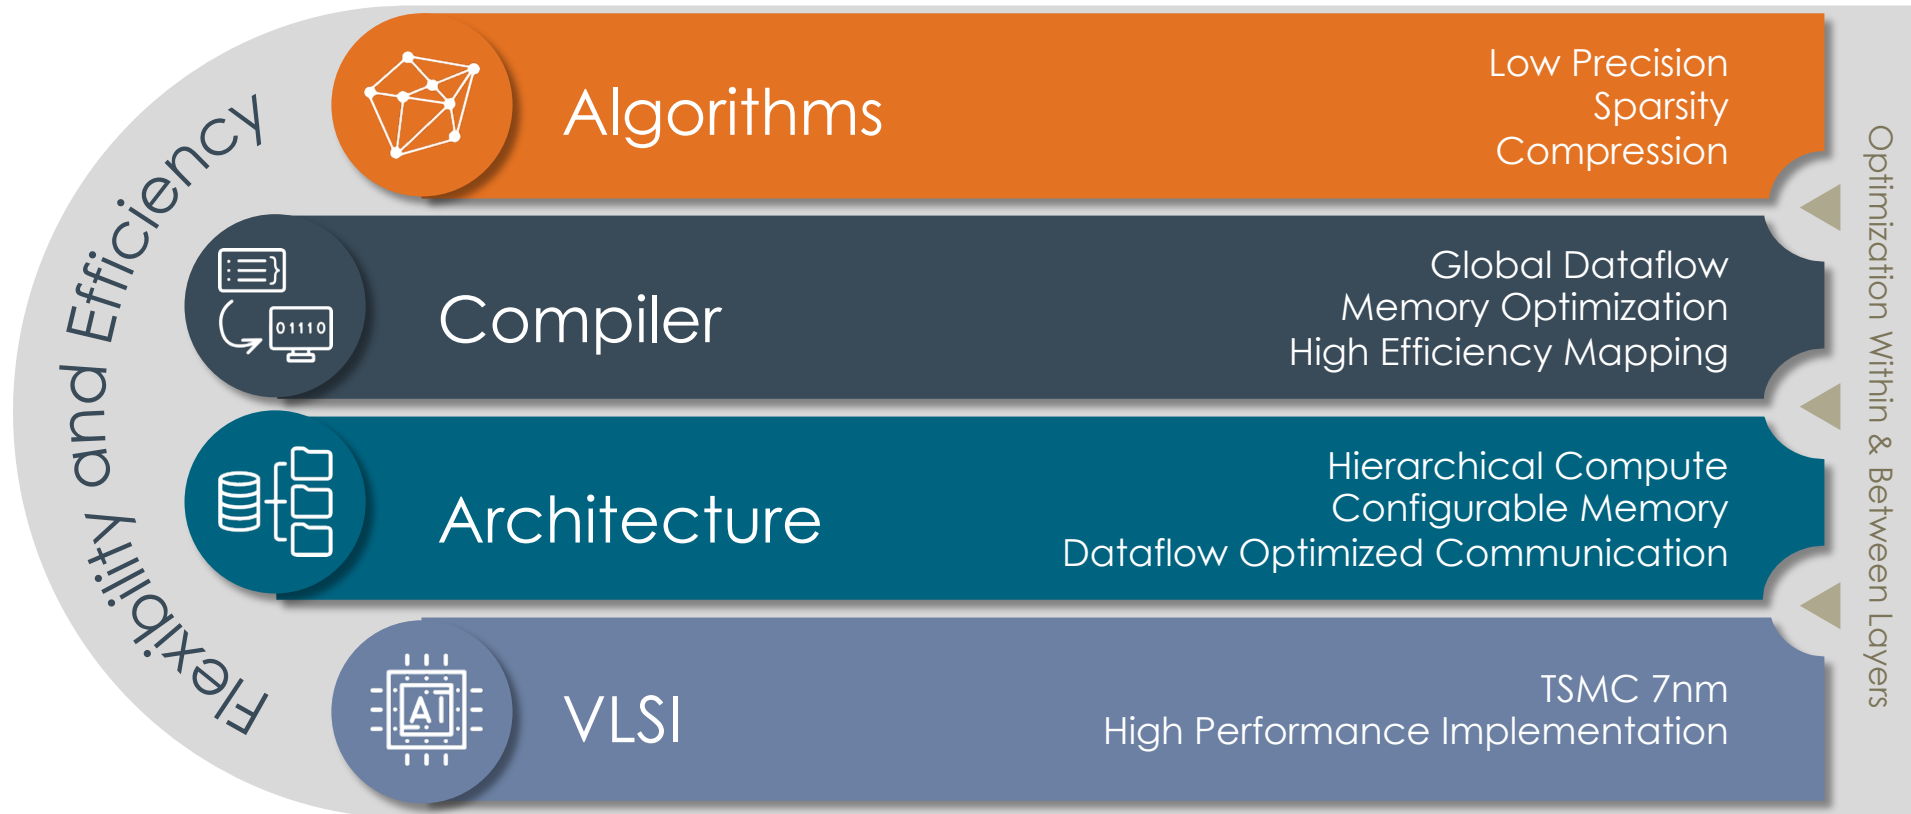 Flexibility and Efficiency
Algorithms
Low Precision
Sparsity
Compression
01110
Compiler
Global Dataflow
Memory Optimization
High Efficiency Mapping
Architecture
Hierarchical Compute
Configurable Memory
Dataflow Optimized Communication
AI
VLSI
TSMC 7nm
High Performance Implementation
Optimization Within & Between Layers